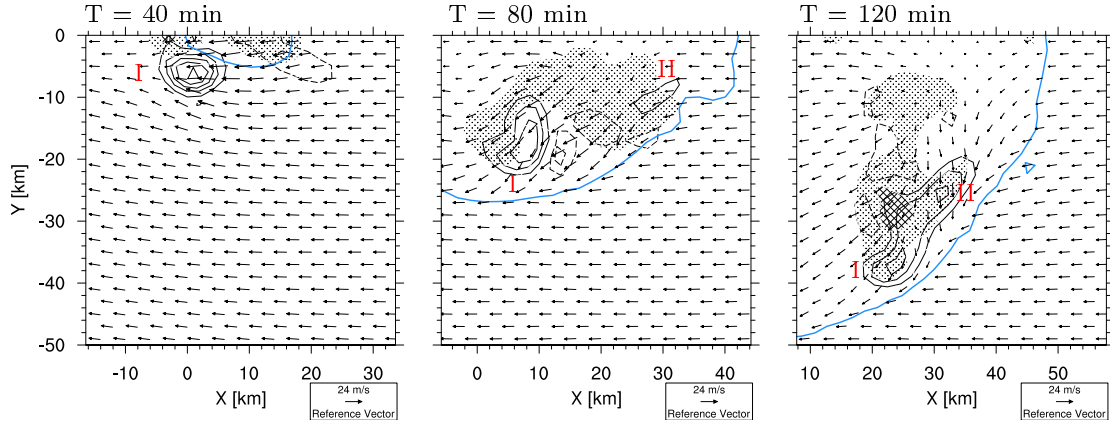 T = 40 min
T = 80 min
T = 120 min
0
-10
-20
-30
-40
-50
Y [km]
I
I
II
I
II
-10 0 10 20 30
0 10 20 30 40
10 20 30 40 50
X [km]
X [km]
X [km]
24 m/s
Reference Vector
24 m/s
Reference Vector
24 m/s
Reference Vector